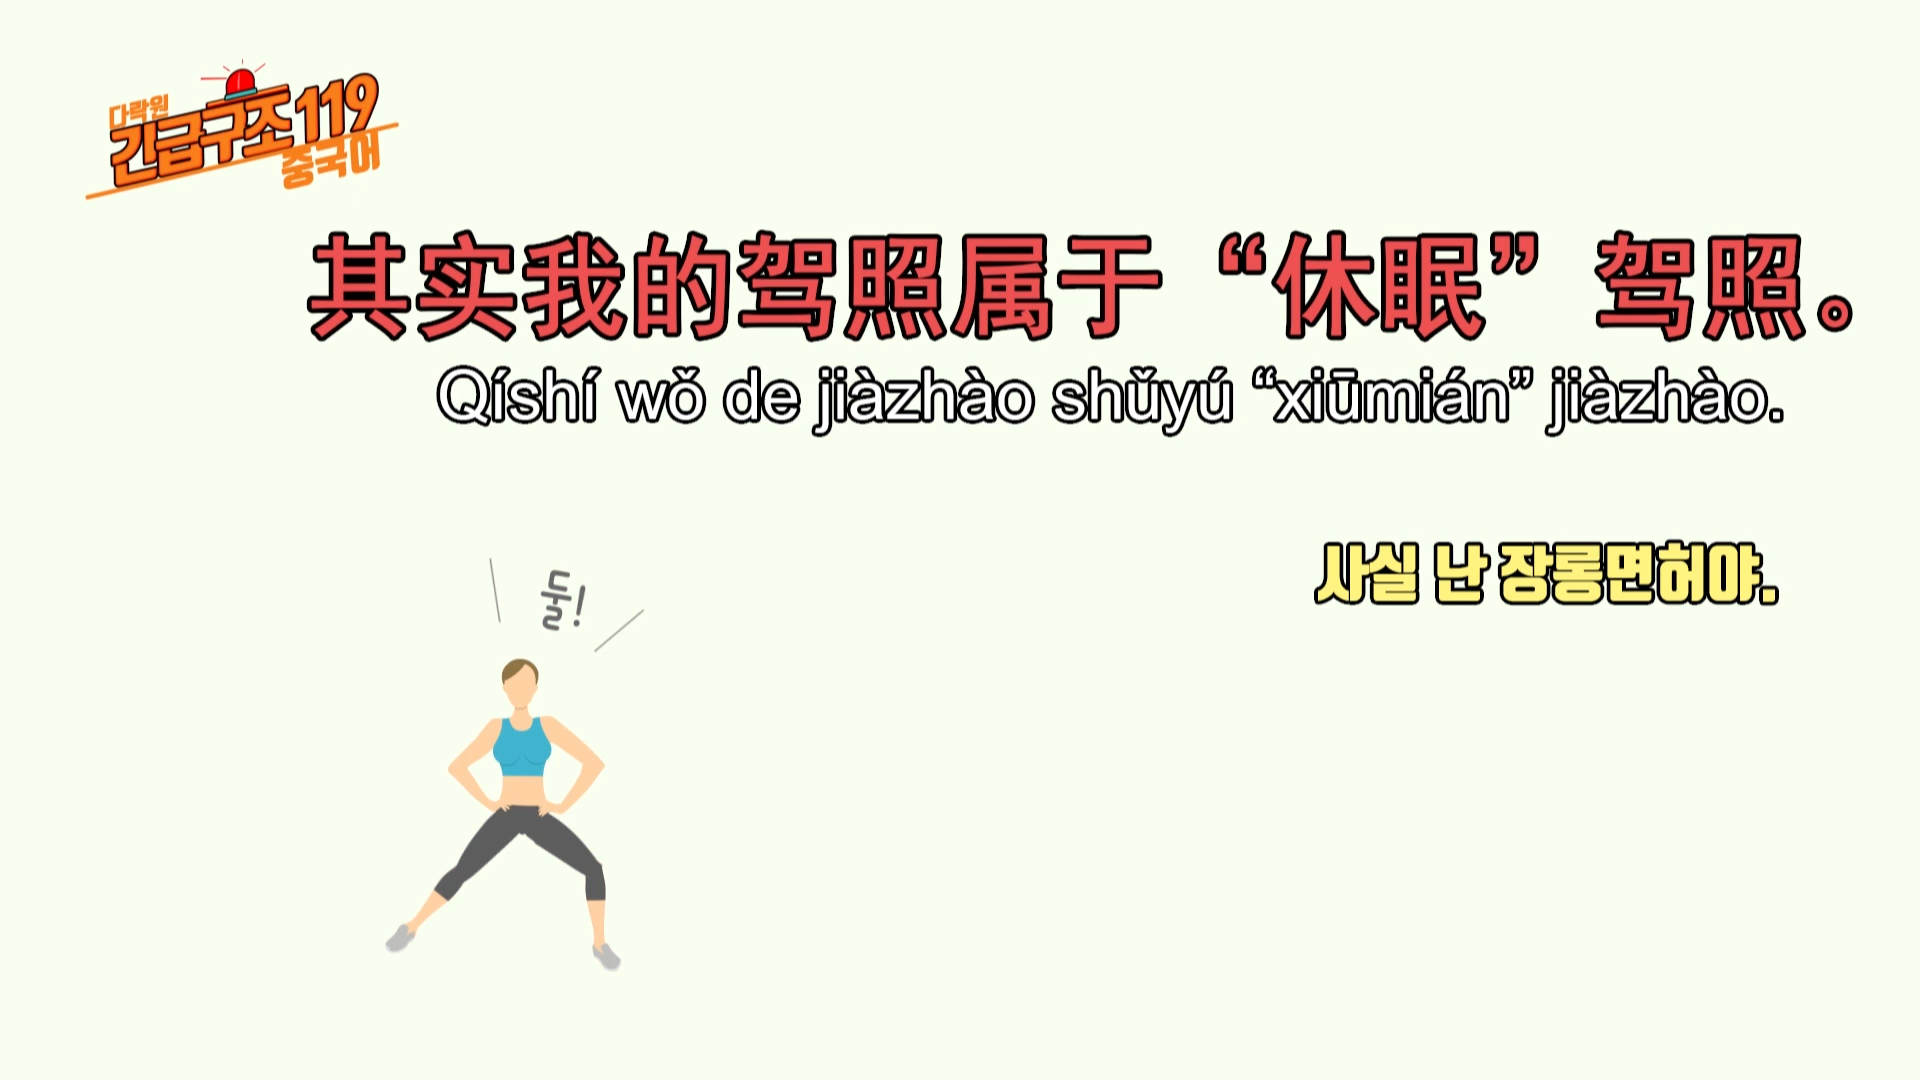 다락원
긴급구조119
중국어
其实我的驾照属于“休眠”驾照。
Qíshí wǒ de jiàzhào shǔyú “xiūmián” jiàzhào.
사실 난 장롱면허야.
둘!